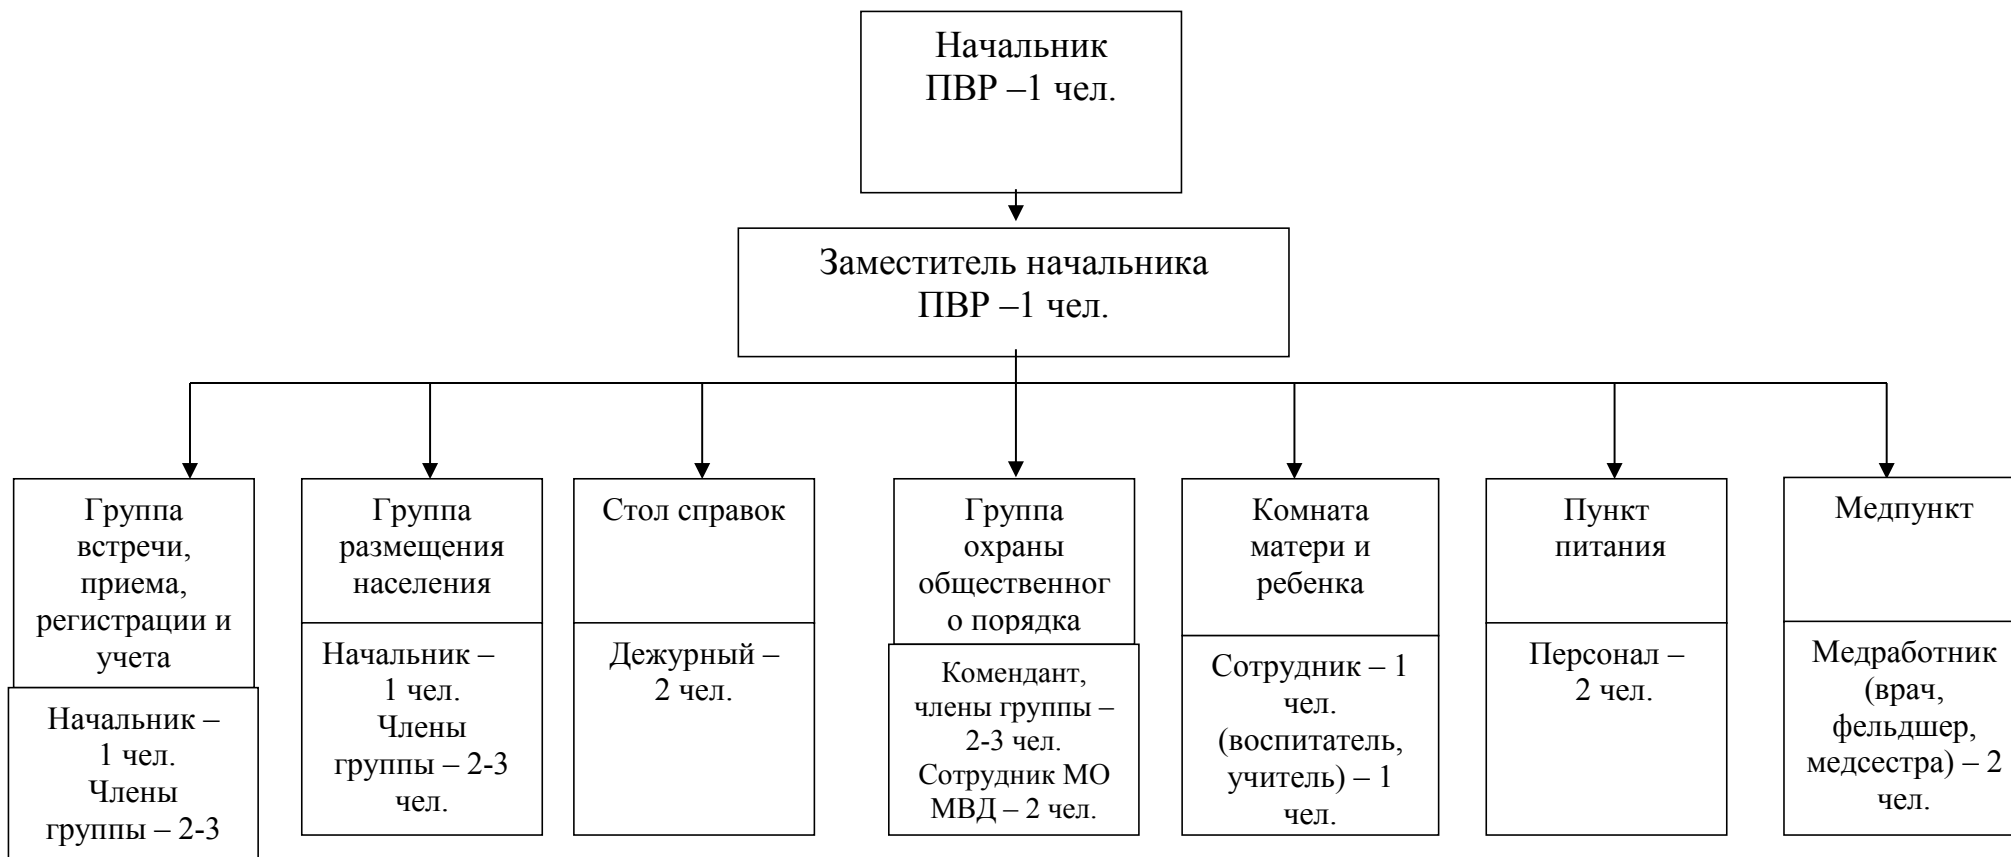 Начальник
ПВР –1 чел.
Заместитель начальника
ПВР –1 чел.
Группа
встречи,
приема,
регистрации и
учета
Начальник –
1 чел.
Члены
группы – 2-3
Группа
размещения
населения
Начальник –
1 чел.
Члены
группы – 2-3
чел.
Стол справок
Дежурный –
2 чел.
Группа
охраны
общественног
о порядка
Комендант,
члены группы –
2-3 чел.
Сотрудник МО
МВД – 2 чел.
Комната
матери и
ребенка
Сотрудник – 1
чел.
(воспитатель,
учитель) – 1
чел.
Пункт
питания
Персонал –
2 чел.
Медпункт
Медработник
(врач,
фельдшер,
медсестра) – 2
чел.